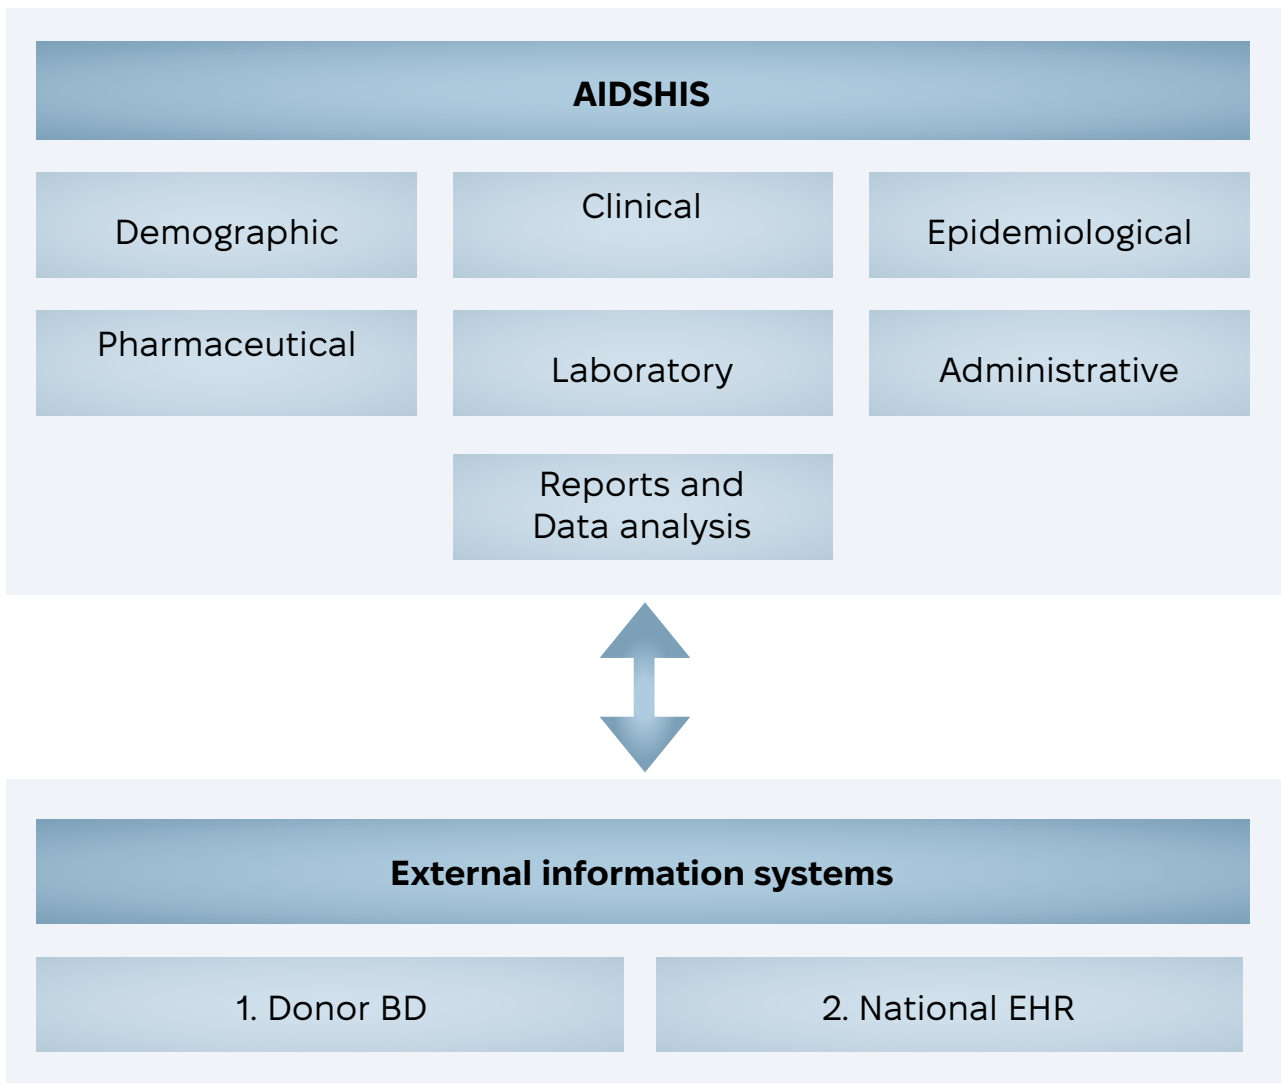 AIDSHIS
Demographic
Clinical
Epidemiological
Pharmaceutical
Laboratory
Administrative
Reports and
Data analysis
External information systems
1. Donor BD
2. National EHR